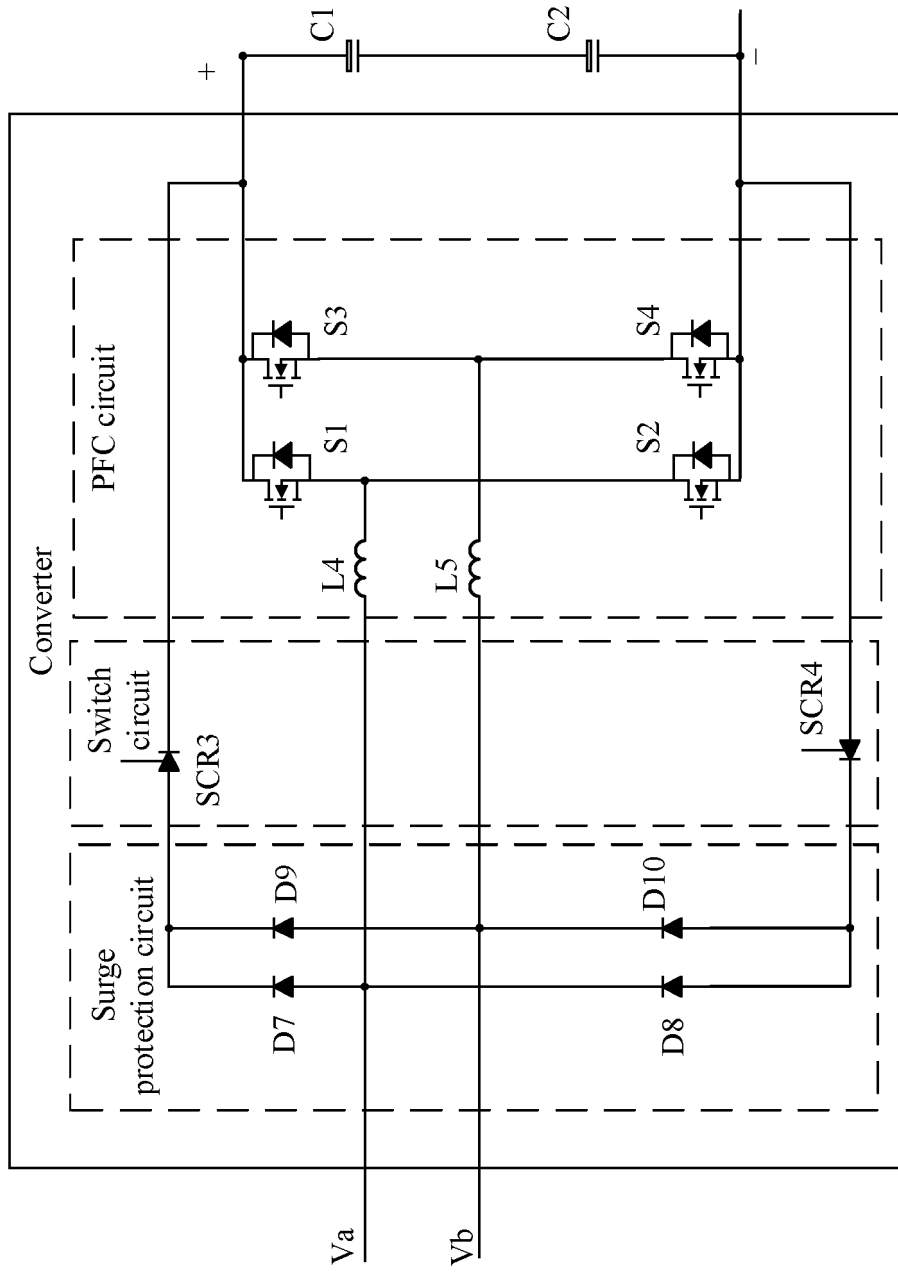 Converter
Surge
protection circuit
Switch
circuit
PFC circuit
SCR3
D7
D9
S1
S3
+
C1
Va
L4
Vb
L5
D8
D10
S2
S4
C2
SCR4
–